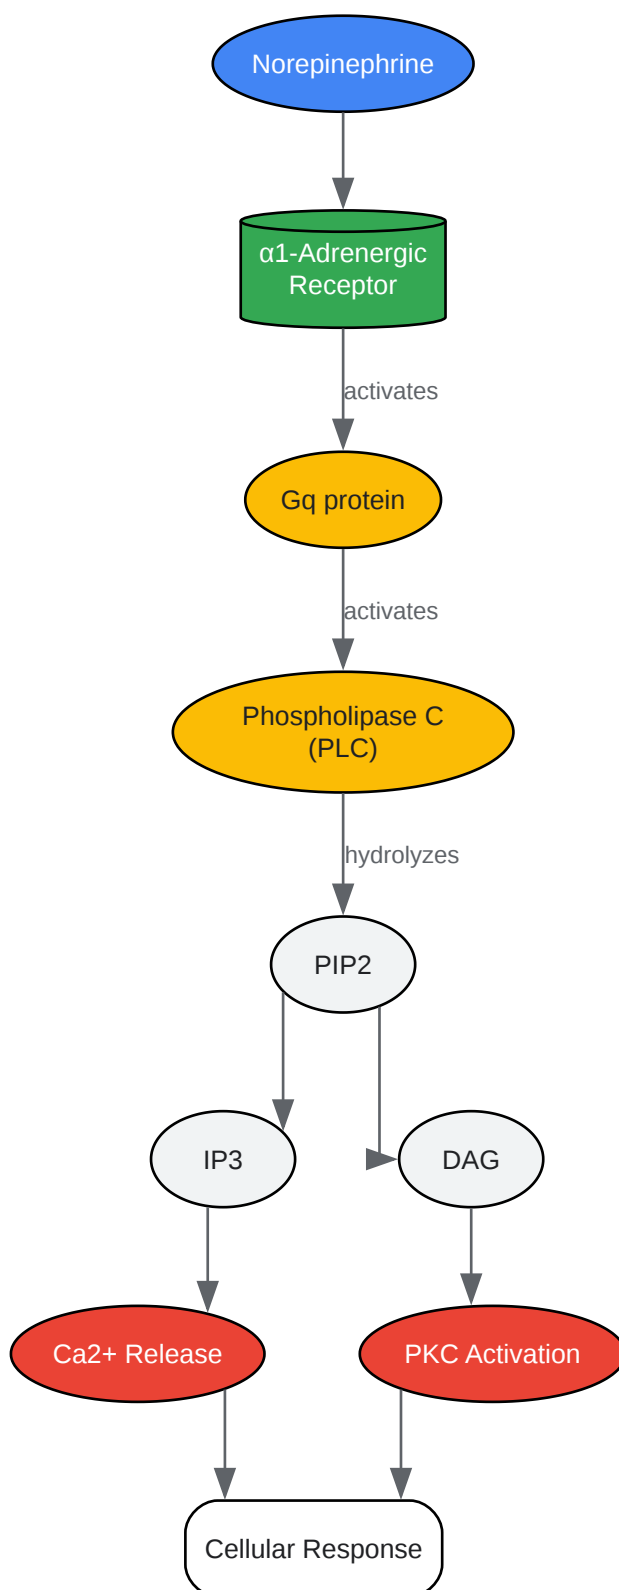 Norepinephrine
α1-Adrenergic
Receptor
activates
Gq protein
activates
Phospholipase C
(PLC)
hydrolyzes
PIP2
IP3
DAG
Ca2+ Release
PKC Activation
Cellular Response